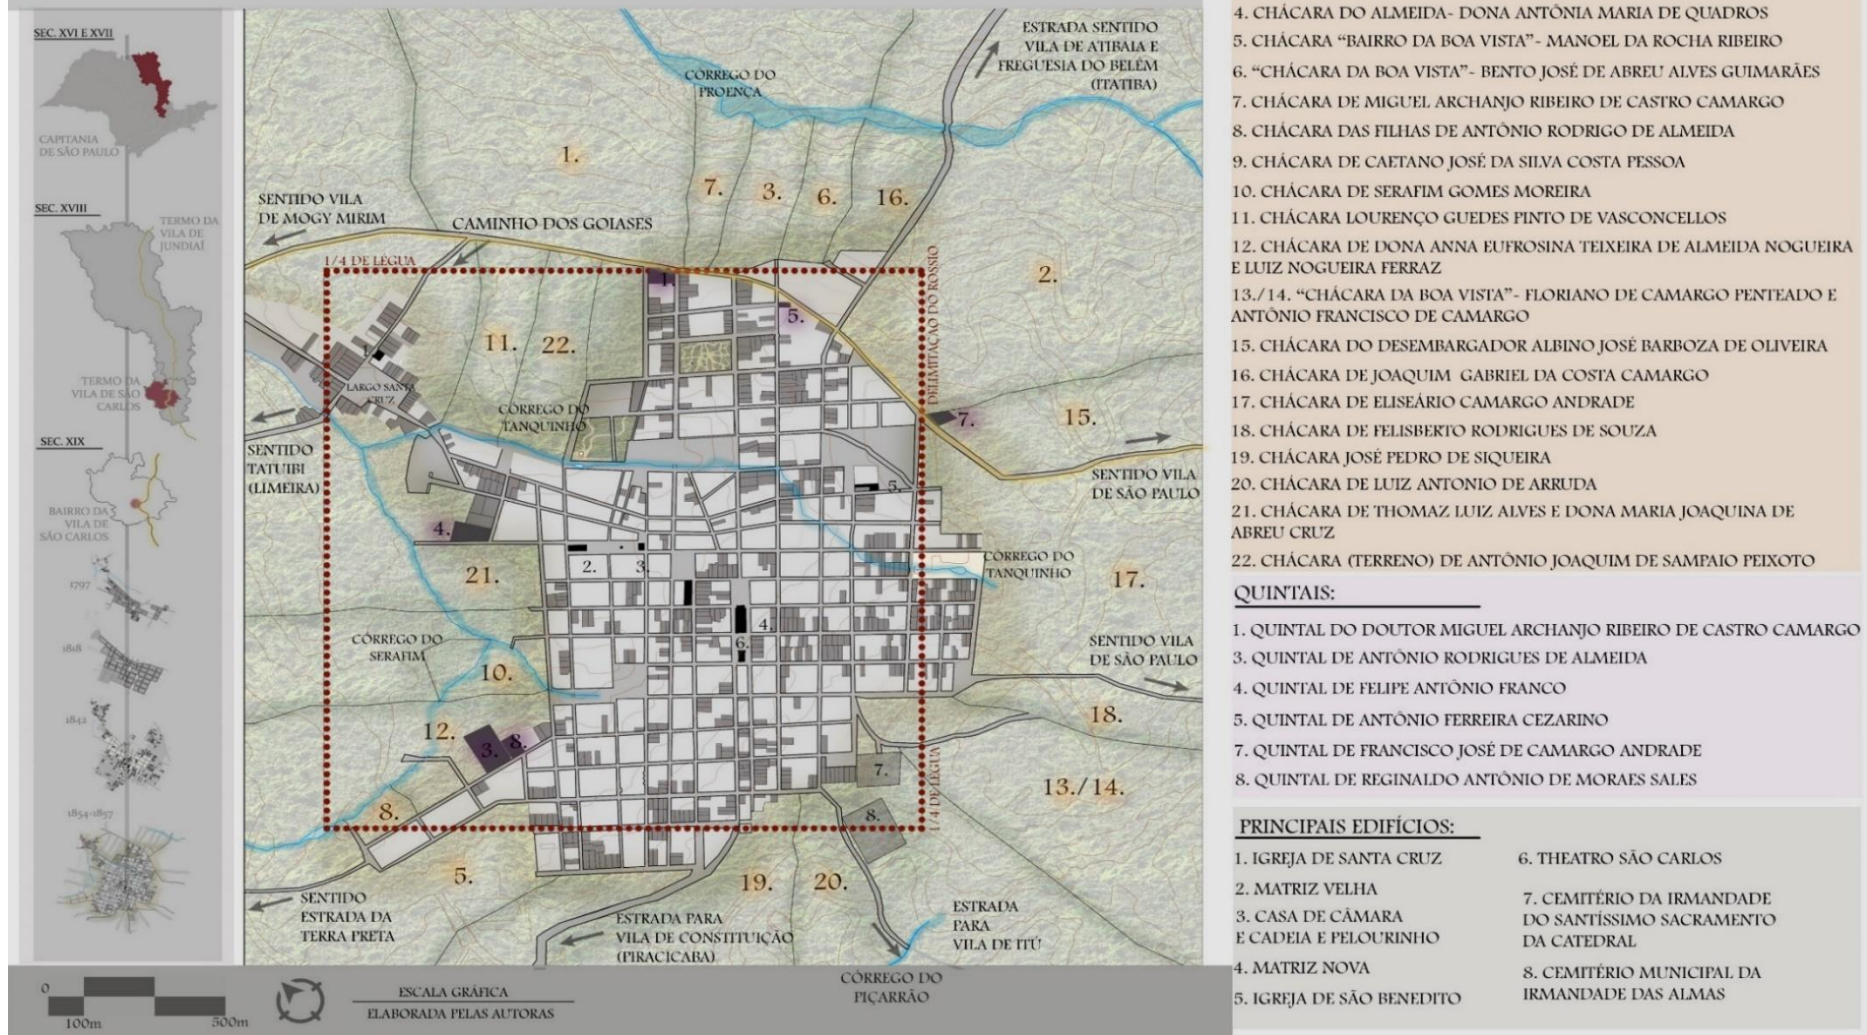 SEC. XVI E XVII
CAPITANIA
DE SÃO PAULO
SEC. XVIII
TERMO DA
VILA DE
JUNDIAÍ
TERMO DA
VILA DE SÃO
CARLOS
SEC. XIX
BAIRRO DA
VILA DE
SÃO CARLOS
1797
1818
1842
1854-1857
ESTRADA SENTIDO
VILA DE ATIBAIA E
FREGUESIA DO BELÉM
(ITATIBA)
CÓRREGO DO
PROENÇA
1.
7.
3.
6.
16.
SENTIDO VILA
DE MOGY MIRIM
CAMINHO DOS GOIASES
1/4 DE LÉGUA
DELIMITAÇÃO DO ROSSIO
2.
1.
5.
11.
22.
1.
LARGO SANTA
CRUZ
CÓRREGO DO
TANQUINHO
7.
15.
SENTIDO
TATUIBI
(LIMEIRA)
SENTIDO VILA
DE SÃO PAULO
5.
4.
2.
3.
21.
CÓRREGO DO
TANQUINHO
17.
4.
6.
CÓRREGO DO
SERAFIM
SENTIDO VILA
DE SÃO PAULO
10.
12.
3.
8.
18.
7.
13./14.
1/4 DE LÉGUA
8.
8.
5.
19.
20.
SENTIDO
ESTRADA DA
TERRA PRETA
ESTRADA PARA
VILA DE CONSTITUIÇÃO
(PIRACICABA)
ESTRADA
PARA
VILA DE ITÚ
CÓRREGO DO
PIÇARRÃO
0
100m
500m
ESCALA GRÁFICA
ELABORADA PELAS AUTORAS
4. CHÁCARA DO ALMEIDA- DONA ANTÔNIA MARIA DE QUADROS
5. CHÁCARA “BAIRRO DA BOA VISTA”- MANOEL DA ROCHA RIBEIRO
6. “CHÁCARA DA BOA VISTA”- BENTO JOSÉ DE ABREU ALVES GUIMARÃES
7. CHÁCARA DE MIGUEL ARCHANJO RIBEIRO DE CASTRO CAMARGO
8. CHÁCARA DAS FILHAS DE ANTÔNIO RODRIGO DE ALMEIDA
9. CHÁCARA DE CAETANO JOSÉ DA SILVA COSTA PESSOA
10. CHÁCARA DE SERAFIM GOMES MOREIRA
11. CHÁCARA LOURENÇO GUEDES PINTO DE VASCONCELLOS
12. CHÁCARA DE DONA ANNA EUFROSINA TEIXEIRA DE ALMEIDA NOGUEIRA
E LUIZ NOGUEIRA FERRAZ
13./14. “CHÁCARA DA BOA VISTA”- FLORIANO DE CAMARGO PENTEADO E
ANTÔNIO FRANCISCO DE CAMARGO
15. CHÁCARA DO DESEMBARGADOR ALBINO JOSÉ BARBOZA DE OLIVEIRA
16. CHÁCARA DE JOAQUIM GABRIEL DA COSTA CAMARGO
17. CHÁCARA DE ELISEÁRIO CAMARGO ANDRADE
18. CHÁCARA DE FELISBERTO RODRIGUES DE SOUZA
19. CHÁCARA JOSÉ PEDRO DE SIQUEIRA
20. CHÁCARA DE LUIZ ANTONIO DE ARRUDA
21. CHÁCARA DE THOMAZ LUIZ ALVES E DONA MARIA JOAQUINA DE
ABREU CRUZ
22. CHÁCARA (TERRENO) DE ANTÔNIO JOAQUIM DE SAMPAIO PEIXOTO
QUINTAIS:
1. QUINTAL DO DOUTOR MIGUEL ARCHANJO RIBEIRO DE CASTRO CAMARGO
3. QUINTAL DE ANTÔNIO RODRIGUES DE ALMEIDA
4. QUINTAL DE FELIPE ANTÔNIO FRANCO
5. QUINTAL DE ANTÔNIO FERREIRA CEZARINO
7. QUINTAL DE FRANCISCO JOSÉ DE CAMARGO ANDRADE
8. QUINTAL DE REGINALDO ANTÔNIO DE MORAES SALES
PRINCIPAIS EDIFÍCIOS:
1. IGREJA DE SANTA CRUZ
2. MATRIZ VELHA
3. CASA DE CÂMARA
E CADEIA E PELOURINHO
4. MATRIZ NOVA
5. IGREJA DE SÃO BENEDITO
6. THEATRO SÃO CARLOS
7. CEMITÉRIO DA IRMANDADE
DO SANTÍSSIMO SACRAMENTO
DA CATEDRAL
8. CEMITÉRIO MUNICIPAL DA
IRMANDADE DAS ALMAS